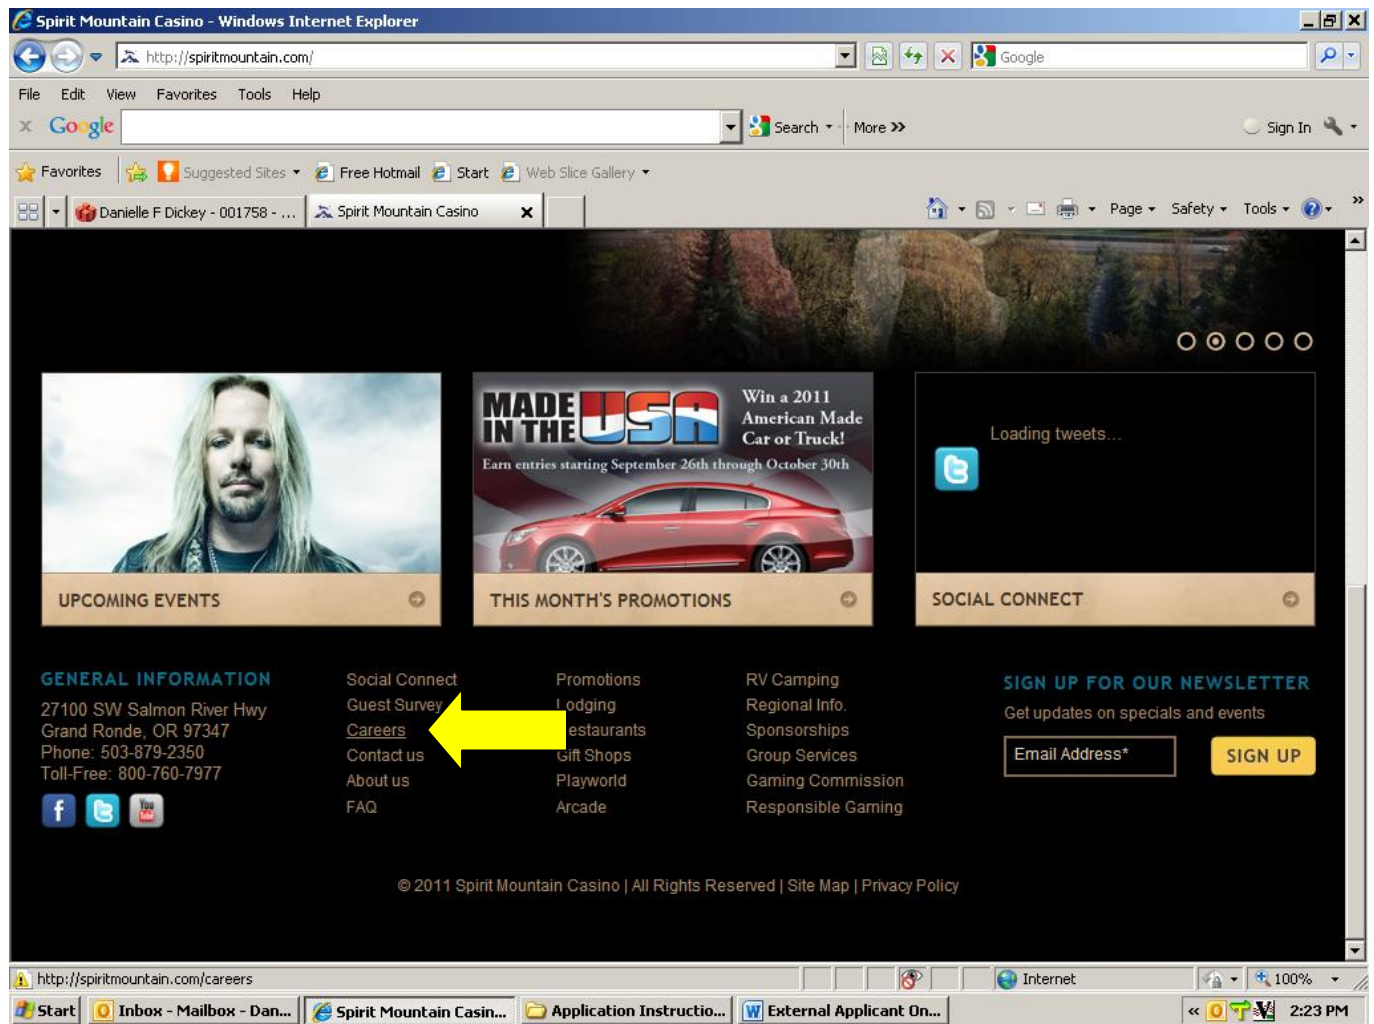 Spirit Mountain Casino - Windows Internet Explorer
http://spiritmountain.com/
Google
File Edit View Favorites Tools Help
x Google
Search
More >>
Sign In
Favorites
Suggested Sites
Free Hotmail
Start
Web Slice Gallery
Danielle F Dickey - 001758 - ...
Spirit Mountain Casino
Page
Safety
Tools
»
MADE IN THE USA
Win a 2011
American Made
Car or Truck!
Earn entries starting September 26th through October 30th
Loading tweets...
UPCOMING EVENTS
THIS MONTH'S PROMOTIONS
SOCIAL CONNECT
GENERAL INFORMATION
27100 SW Salmon River Hwy
Grand Ronde, OR 97347
Phone: 503-879-2350
Toll-Free: 800-760-7977
f
You
Tube
Social Connect
Guest Survey
Careers
Contact us
About us
FAQ
Promotions
Lodging
Gift Shops
Playworld
Arcade
RV Camping
Regional Info.
Sponsorships
Group Services
Gaming Commission
Responsible Gaming
SIGN UP FOR OUR NEWSLETTER
Get updates on specials and events
Email Address*
SIGN UP
© 2011 Spirit Mountain Casino | All Rights Reserved | Site Map | Privacy Policy
http://spiritmountain.com/careers
Internet
100%
Start
Inbox - Mailbox - Dan...
Spirit Mountain Casin...
Application Instructio...
External Applicant On...
«
2:23 PM